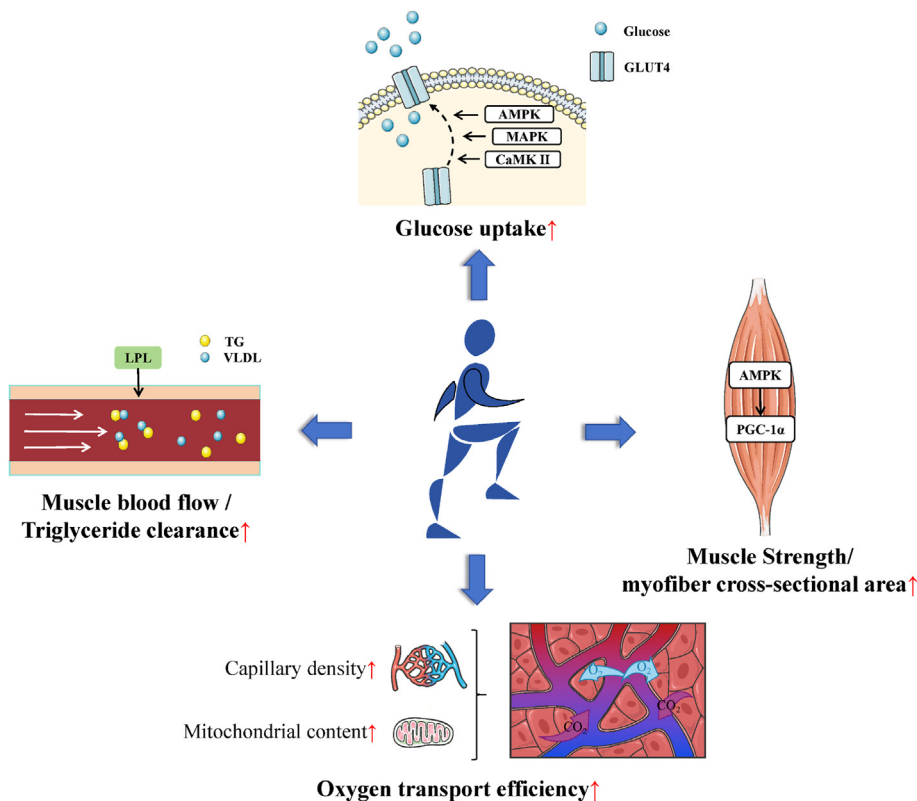 Glucose
GLUT4
AMPK
MAPK
CaMK II
Glucose uptake↑
LPL
TG
VLDL
Muscle blood flow /
Triglyceride clearance↑
AMPK
PGC-1α
Muscle Strength/
myofiber cross-sectional area↑
Capillary density↑
Mitochondrial content↑
O₂
O₂
CO₂
CO₂
Oxygen transport efficiency↑